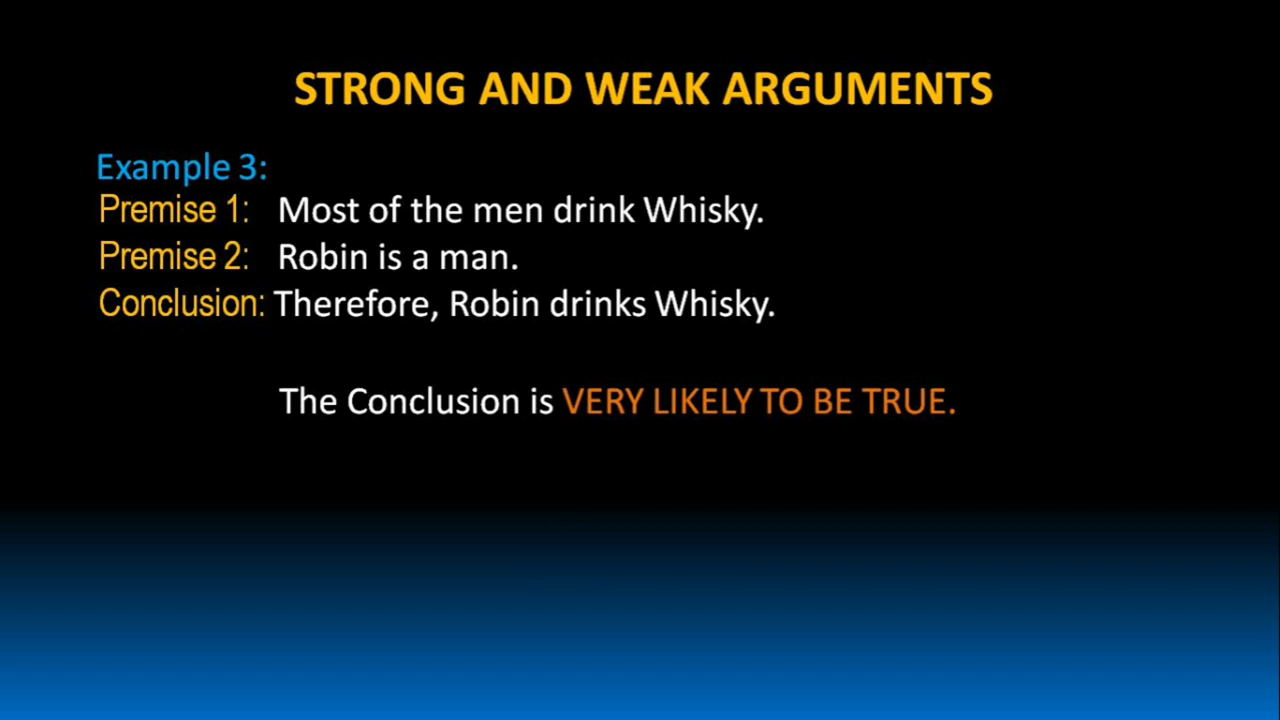 STRONG AND WEAK ARGUMENTS
Example 3:
Premise 1: Most of the men drink Whisky.
Premise 2: Robin is a man.
Conclusion: Therefore, Robin drinks Whisky.
The Conclusion is VERY LIKELY TO BE TRUE.